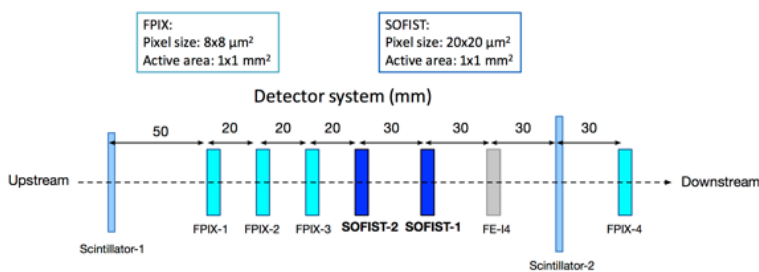 FPIX:
Pixel size: 8x8 µm²
Active area: 1x1 mm²
SOFIST:
Pixel size: 20x20 µm²
Active area: 1x1 mm²
Detector system (mm)
50 20 20 20 30 30 30 30
Upstream
Downstream
FPIX-1 FPIX-2 FPIX-3 SOFIST-2 SOFIST-1 FE-I4 FPIX-4
Scintillator-1
Scintillator-2